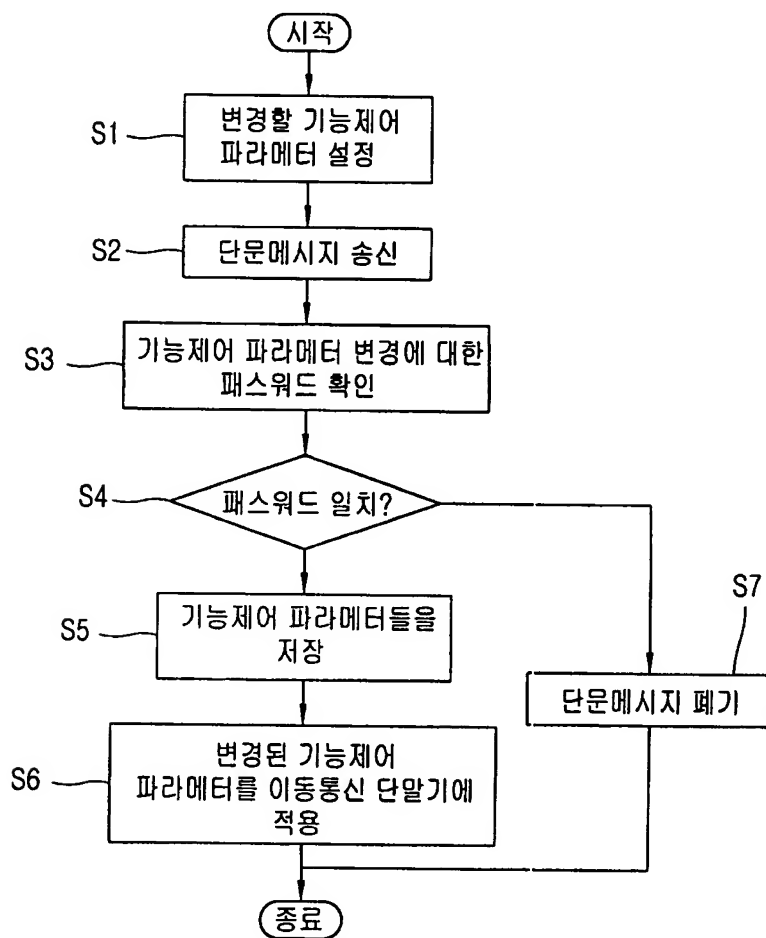 시작
S1
변경할 기능제어
파라메터 설정
S2
단문메시지 송신
S3
기능제어 파라메터 변경에 대한
패스워드 확인
S4
패스워드 일치?
S5
기능제어 파라메터들을
저장
S7
단문메시지 폐기
S6
변경된 기능제어
파라메터를 이동통신 단말기에
적용
종료